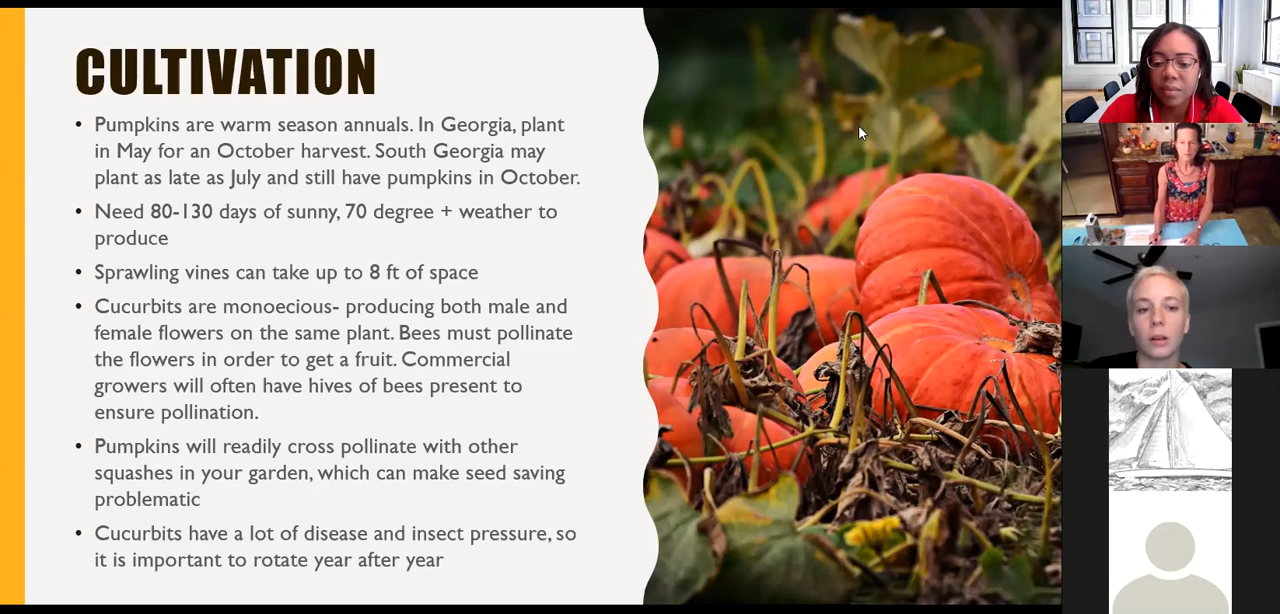 CULTIVATION
• Pumpkins are warm season annuals. In Georgia, plant
in May for an October harvest. South Georgia may
plant as late as July and still have pumpkins in October.
• Need 80-130 days of sunny, 70 degree + weather to
produce
• Sprawling vines can take up to 8 ft of space
• Cucurbits are monoecious- producing both male and
female flowers on the same plant. Bees must pollinate
the flowers in order to get a fruit. Commercial
growers will often have hives of bees present to
ensure pollination.
• Pumpkins will readily cross pollinate with other
squashes in your garden, which can make seed saving
problematic
• Cucurbits have a lot of disease and insect pressure, so
it is important to rotate year after year